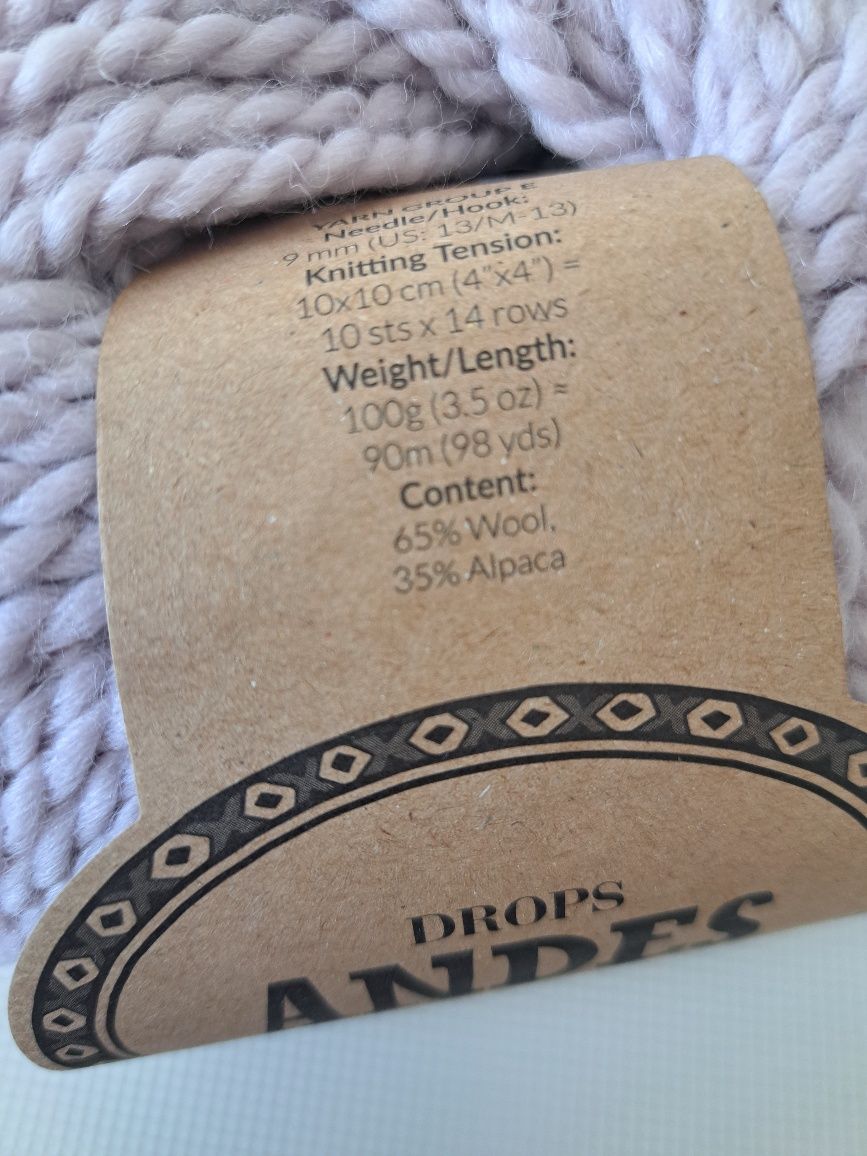 YARN GROUP E
Needle/Hook:
9 mm (US: 13/M-13)
Knitting Tension:
10x10 cm (4"x4") =
10 sts x 14 rows
Weight/Length:
100g (3.5 oz) ≈
90m (98 yds)
Content:
65% Wool,
35% Alpaca
DROPS
ANDES